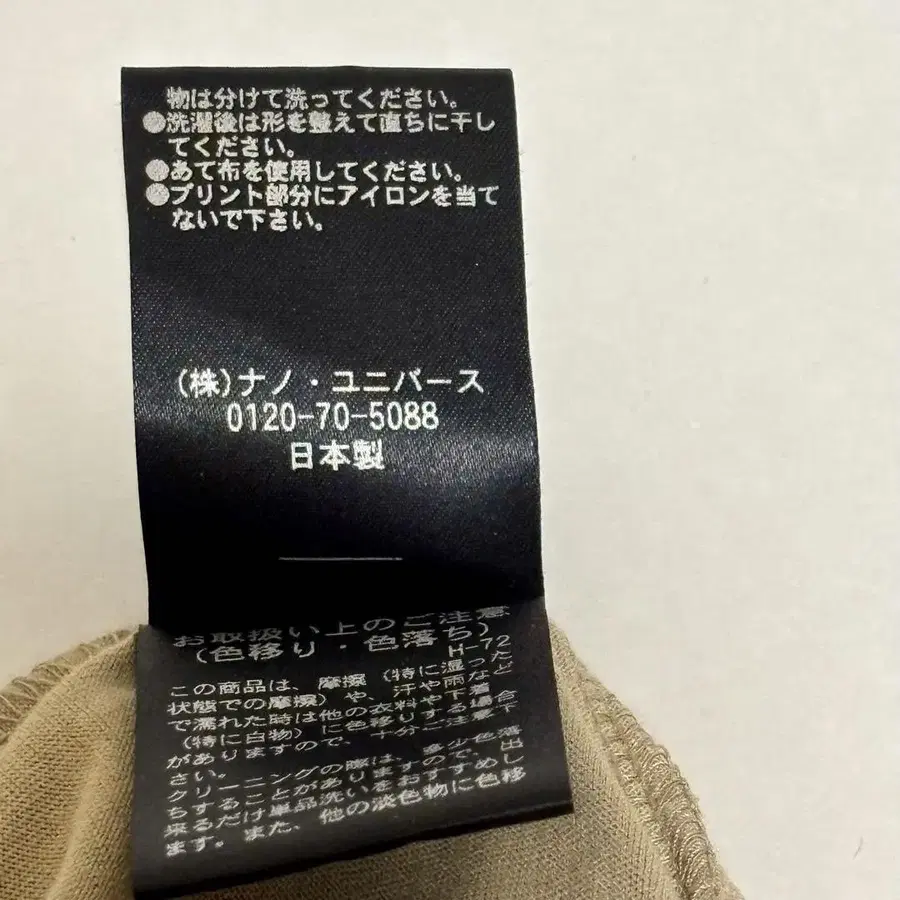 物は分けて洗ってください。
●洗濯後は形を整えて直ちに干し
てください。
●あて布を使用してください。
●プリント部分にアイロンを当て
ないで下さい。
(株)ナノ・ユニバース
0120-70-5088
日本製
お取扱い上のご注意
(色移り・色落ち)
H-72
この商品は、摩擦(特に湿った
状態での摩擦)や、汗や雨など
で濡れた時は他の衣料や下着
(特に白物)に色移りする場合
がありますので、十分ご注意下
さい。
クリーニングの際は、多少色落
ちすることがありますので、出
来るだけ単品洗いをおすすめし
ます。また、他の淡色物に色移